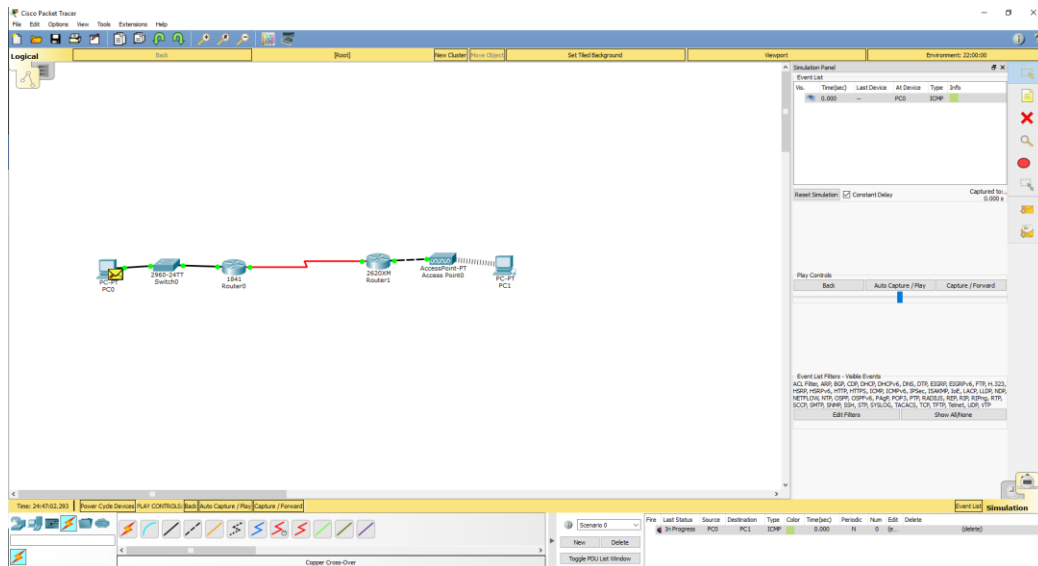 Cisco Packet Tracer
File Edit Options View Tools Extensions Help
Logical Back [Root] New Cluster Move Object Set Tiled Background Viewport Environment: 22:00:00
Simulation Panel
Event List
Vis. Time(sec) Last Device At Device Type Info
0.000 -- PC0 ICMP
Reset Simulation Constant Delay Captured to:
0.000 s
PC-PT
PC0
2960-24TT
Switch0
1841
Router0
2620XM
Router1
AccessPoint-PT
Access Point0
PC-PT
PC1
Play Controls
Back Auto Capture / Play Capture / Forward
Event List Filters - Visible Events
ACL Filter, ARP, BGP, CDP, DHCP, DHCPv6, DNS, DTP, EIGRP, EIGRPv6, FTP, H.323,
HSRP, HSRPv6, HTTP, HTTPS, ICMP, ICMPv6, IPSec, ISAKMP, IoE, LACP, LLDP, NDP,
NETFLOW, NTP, OSPF, OSPFv6, PAgP, POP3, PTP, RADIUS, REP, RIP, RIPng, RTP,
SCCP, SMTP, SNMP, SSH, STP, SYSLOG, TACACS, TCP, TFTP, Telnet, UDP, VTP
Edit Filters Show All/None
Time: 24:47:02.293 Power Cycle Devices PLAY CONTROLS: Back Auto Capture / Play Capture / Forward Event List Simulation
Scenario 0
New Delete
Toggle PDU List Window
Fire Last Status Source Destination Type Color Time(sec) Periodic Num Edit Delete
In Progress PC0 PC1 ICMP 0.000 N 0 (e... (delete)
Copper Cross-Over